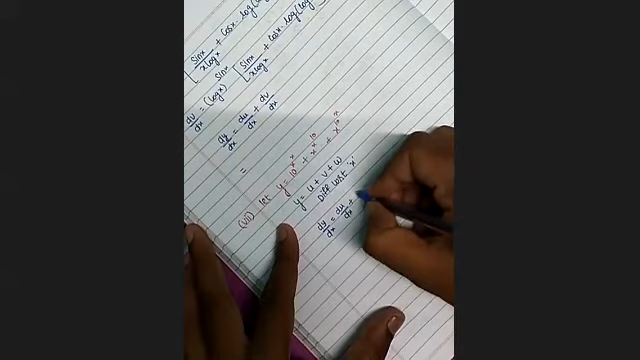 [sinx/xlogx + cosx·log(log
sinx [sinx/xlogx + cosx·log(log
dv/dx = (logx)
dy/dx = du/dx + dv/dx
=
(vii) let y = 10^x^x + x^x^10 + x^10^x
y = u + v + w
Diff w.r.t 'x'
dy/dx = du/dx +